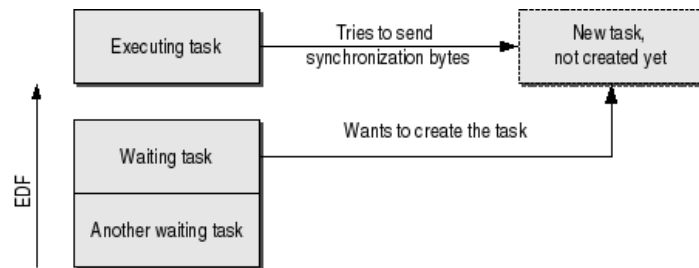 Executing task
Tries to send
synchronization bytes
New task,
not created yet
Waiting task
Wants to create the task
Another waiting task
EDF